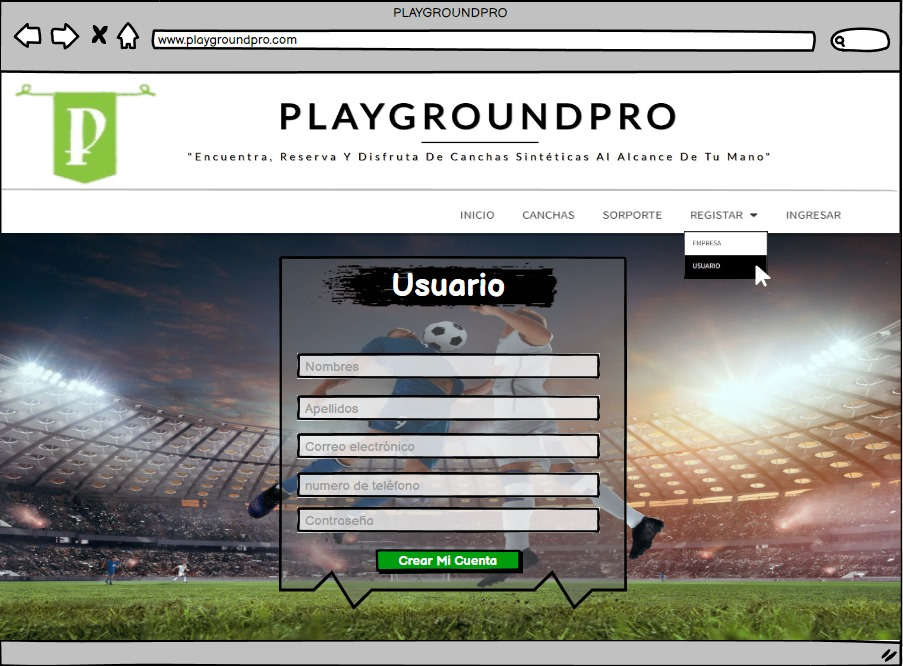 PLAYGROUNDPRO
www.playgroundpro.com
P
PLAYGROUNDPRO
"Encuentra, Reserva Y Disfruta De Canchas Sintéticas Al Alcance De Tu Mano"
INICIO CANCHAS SORPORTE REGISTAR INGRESAR
EMPRESA
USUARIO
Usuario
Nombres
Apellidos
Correo electrónico
numero de teléfono
Contraseña
Crear Mi Cuenta